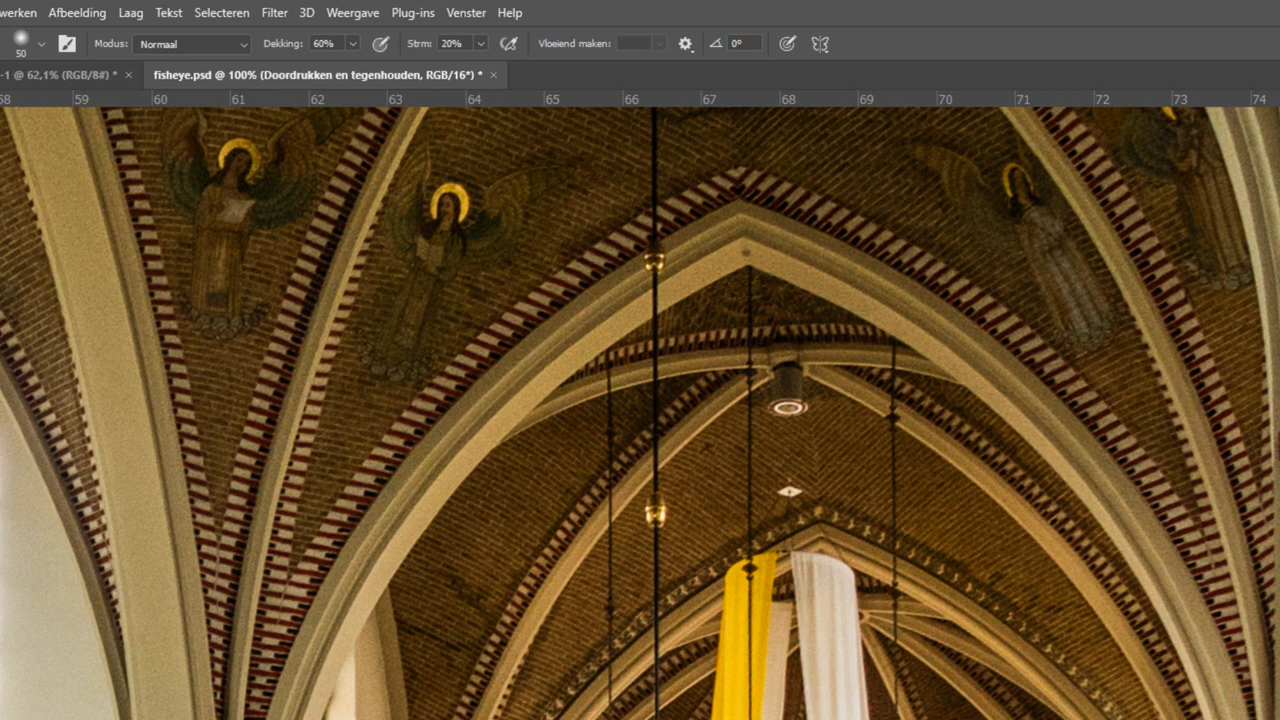 werken Afbeelding Laag Tekst Selecteren Filter 3D Weergave Plug-ins Venster Help
50 Modus: Normaal Dekking: 60% Strm: 20% Vloeiend maken: 0°
-1 @ 62,1% (RGB/8#) * × fisheye.psd @ 100% (Doordrukken en tegenhouden, RGB/16*) * ×
58 59 60 61 62 63 64 65 66 67 68 69 70 71 72 73 74